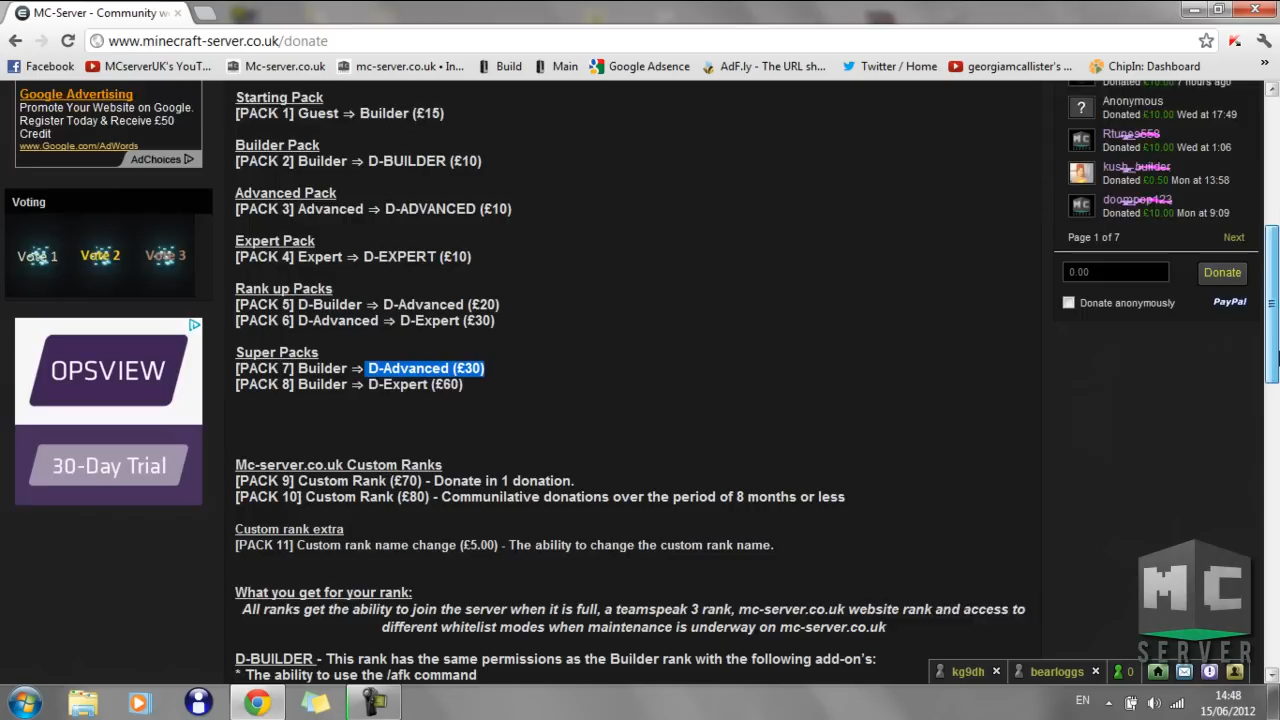 MC-Server - Community w
www.minecraft-server.co.uk/donate
Facebook
MCserverUK's YouT...
Mc-server.co.uk
mc-server.co.uk • In...
Build
Main
Google Adsence
AdF.ly - The URL sh...
Twitter / Home
georgiamcallister's ...
ChipIn: Dashboard
»
Google Advertising
Promote Your Website on Google.
Register Today & Receive £50
Credit
www.Google.com/AdWords
AdChoices
Voting
Vote 1
Vote 2
Vote 3
OPSVIEW
30-Day Trial
Starting Pack
[PACK 1] Guest ⇒ Builder (£15)
Builder Pack
[PACK 2] Builder ⇒ D-BUILDER (£10)
Advanced Pack
[PACK 3] Advanced ⇒ D-ADVANCED (£10)
Expert Pack
[PACK 4] Expert ⇒ D-EXPERT (£10)
Rank up Packs
[PACK 5] D-Builder ⇒ D-Advanced (£20)
[PACK 6] D-Advanced ⇒ D-Expert (£30)
Super Packs
[PACK 7] Builder ⇒ D-Advanced (£30)
[PACK 8] Builder ⇒ D-Expert (£60)
Mc-server.co.uk Custom Ranks
[PACK 9] Custom Rank (£70) - Donate in 1 donation.
[PACK 10] Custom Rank (£80) - Communilative donations over the period of 8 months or less
Custom rank extra
[PACK 11] Custom rank name change (£5.00) - The ability to change the custom rank name.
What you get for your rank:
All ranks get the ability to join the server when it is full, a teamspeak 3 rank, mc-server.co.uk website rank and access to
different whitelist modes when maintenance is underway on mc-server.co.uk
D-BUILDER - This rank has the same permissions as the Builder rank with the following add-on's:
* The ability to use the /afk command
Donated £10.00 7 hours ago
Anonymous
Donated £10.00 Wed at 17:49
Donated £10.00 Wed at 1:06
Donated £0.50 Mon at 13:58
Donated £10.00 Mon at 9:09
Page 1 of 7
Next
0.00
Donate
Donate anonymously
PayPal
MC
SERVER
kg9dh
bearloggs
0
EN
14:48
15/06/2012